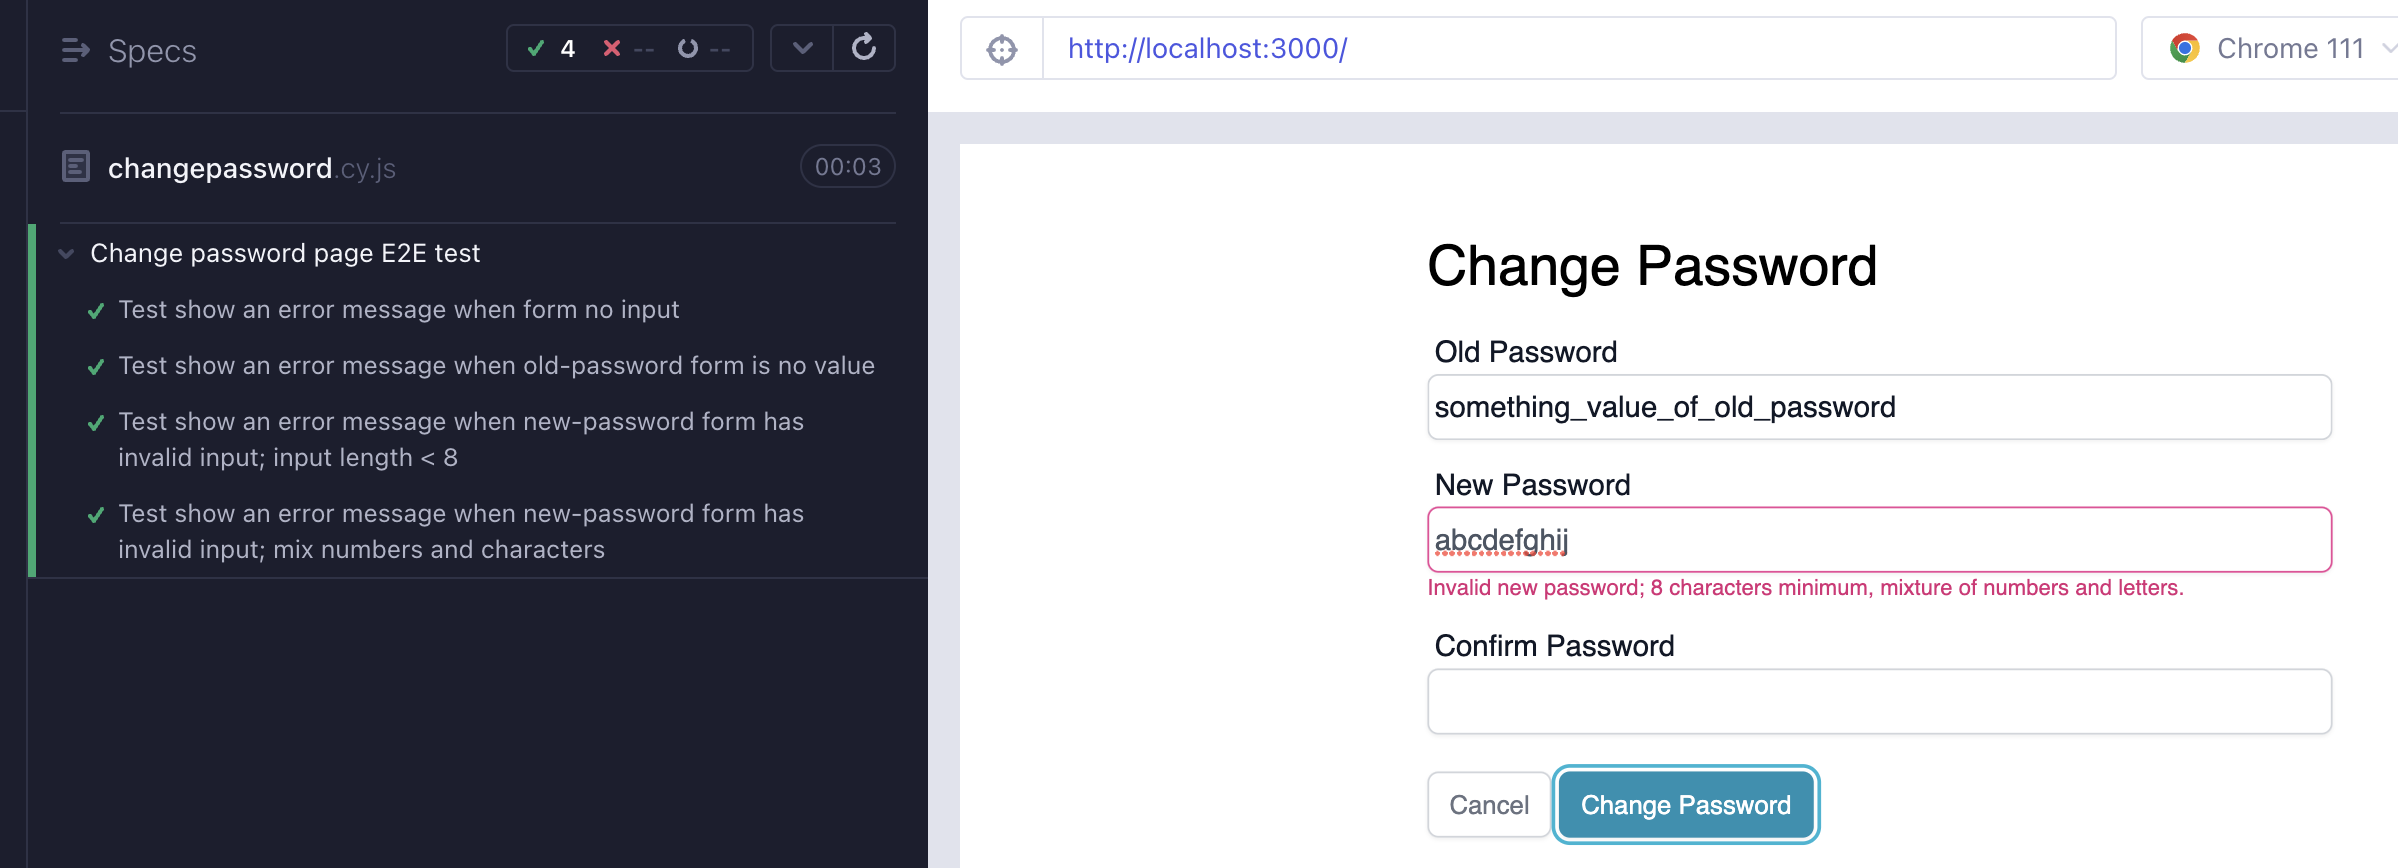 Specs
4 -- --
changepassword.cy.js
00:03
Change password page E2E test
Test show an error message when form no input
Test show an error message when old-password form is no value
Test show an error message when new-password form has
invalid input; input length < 8
Test show an error message when new-password form has
invalid input; mix numbers and characters
http://localhost:3000/
Chrome 111
Change Password
Old Password
something_value_of_old_password
New Password
abcdefghij
Invalid new password; 8 characters minimum, mixture of numbers and letters.
Confirm Password
Cancel
Change Password